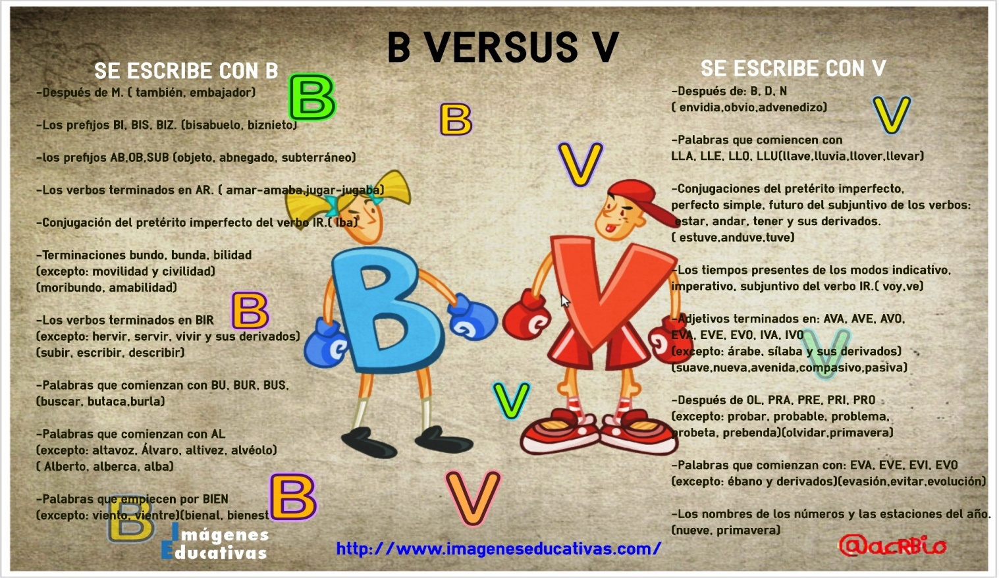 B VERSUS V
SE ESCRIBE CON B
-Después de M. ( también, embajador)
-Los prefijos BI, BIS, BIZ. (bisabuelo, biznieto)
-los prefijos AB,OB,SUB (objeto, abnegado, subterráneo)
-Los verbos terminados en AR. ( amar-amaba,jugar-jugaba)
-Conjugación del pretérito imperfecto del verbo IR.( Iba)
-Terminaciones bundo, bunda, bilidad
(excepto: movilidad y civilidad)
(moribundo, amabilidad)
-Los verbos terminados en BIR
(excepto: hervir, servir, vivir y sus derivados)
(subir, escribir, describir)
-Palabras que comienzan con BU, BUR, BUS,
(buscar, butaca,burla)
-Palabras que comienzan con AL
(excepto: altavoz, Álvaro, altivez, alvéolo)
( Alberto, alberca, alba)
-Palabras que empiecen por BIEN
(excepto: viento, vientre)(bienal, bienest
SE ESCRIBE CON V
-Después de: B, D, N
( envidia,obvio,advenedizo)
-Palabras que comiencen con
LLA, LLE, LLO, LLU(llave,lluvia,llover,llevar)
-Conjugaciones del pretérito imperfecto,
perfecto simple, futuro del subjuntivo de los verbos:
estar, andar, tener y sus derivados.
( estuve,anduve,tuve)
-Los tiempos presentes de los modos indicativo,
imperativo, subjuntivo del verbo IR.( voy,ve)
-Adjetivos terminados en: AVA, AVE, AVO,
EVA, EVE, EVO, IVA, IVO
(excepto: árabe, sílaba y sus derivados)
(suave,nueva,avenida,compasivo,pasiva)
-Después de OL, PRA, PRE, PRI, PRO
(excepto: probar, probable, problema,
probeta, prebenda)(olvidar,primavera)
-Palabras que comienzan con: EVA, EVE, EVI, EVO
(excepto: ébano y derivados)(evasión,evitar,evolución)
-Los nombres de los números y las estaciones del año.
(nueve, primavera)
B
B
V
V
B
B
V
V
V
B
B
V
Imágenes
Educativas
http://www.imageneseducativas.com/
@acRBio